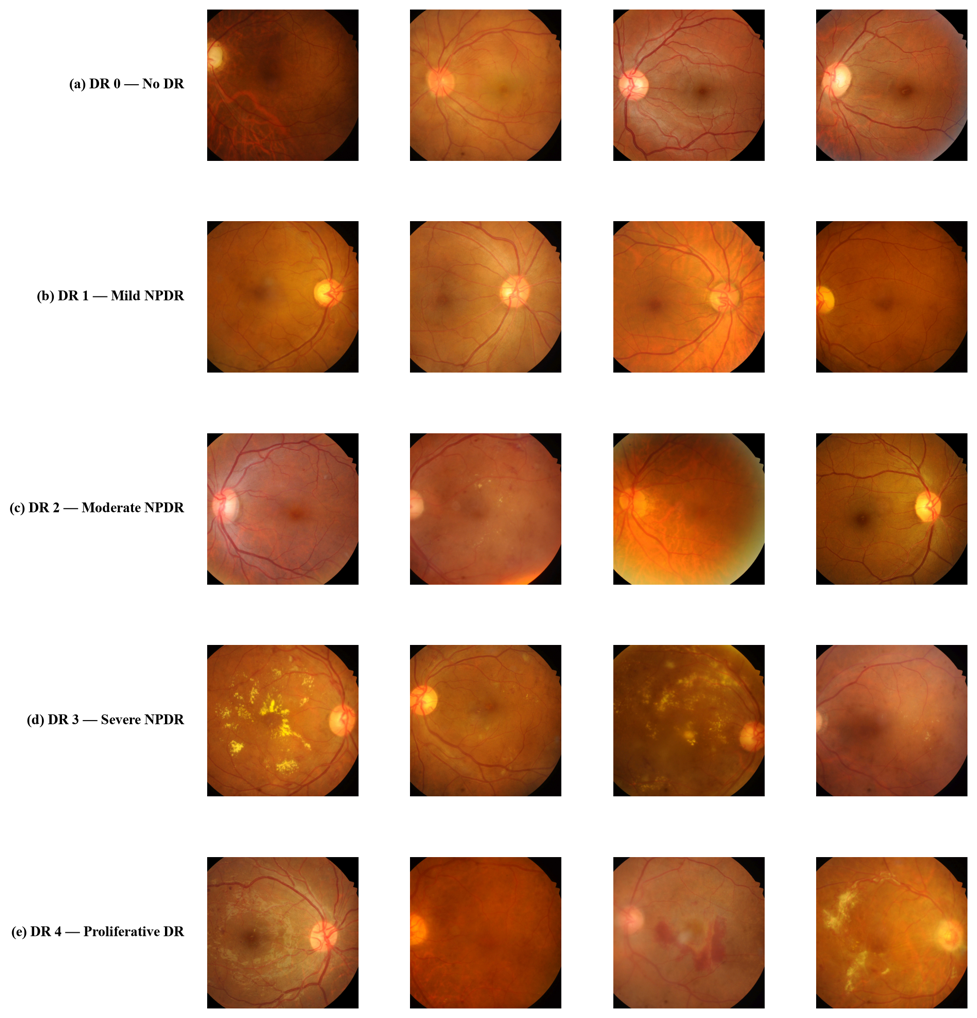 (a) DR 0 — No DR
(b) DR 1 — Mild NPDR
(c) DR 2 — Moderate NPDR
(d) DR 3 — Severe NPDR
(e) DR 4 — Proliferative DR